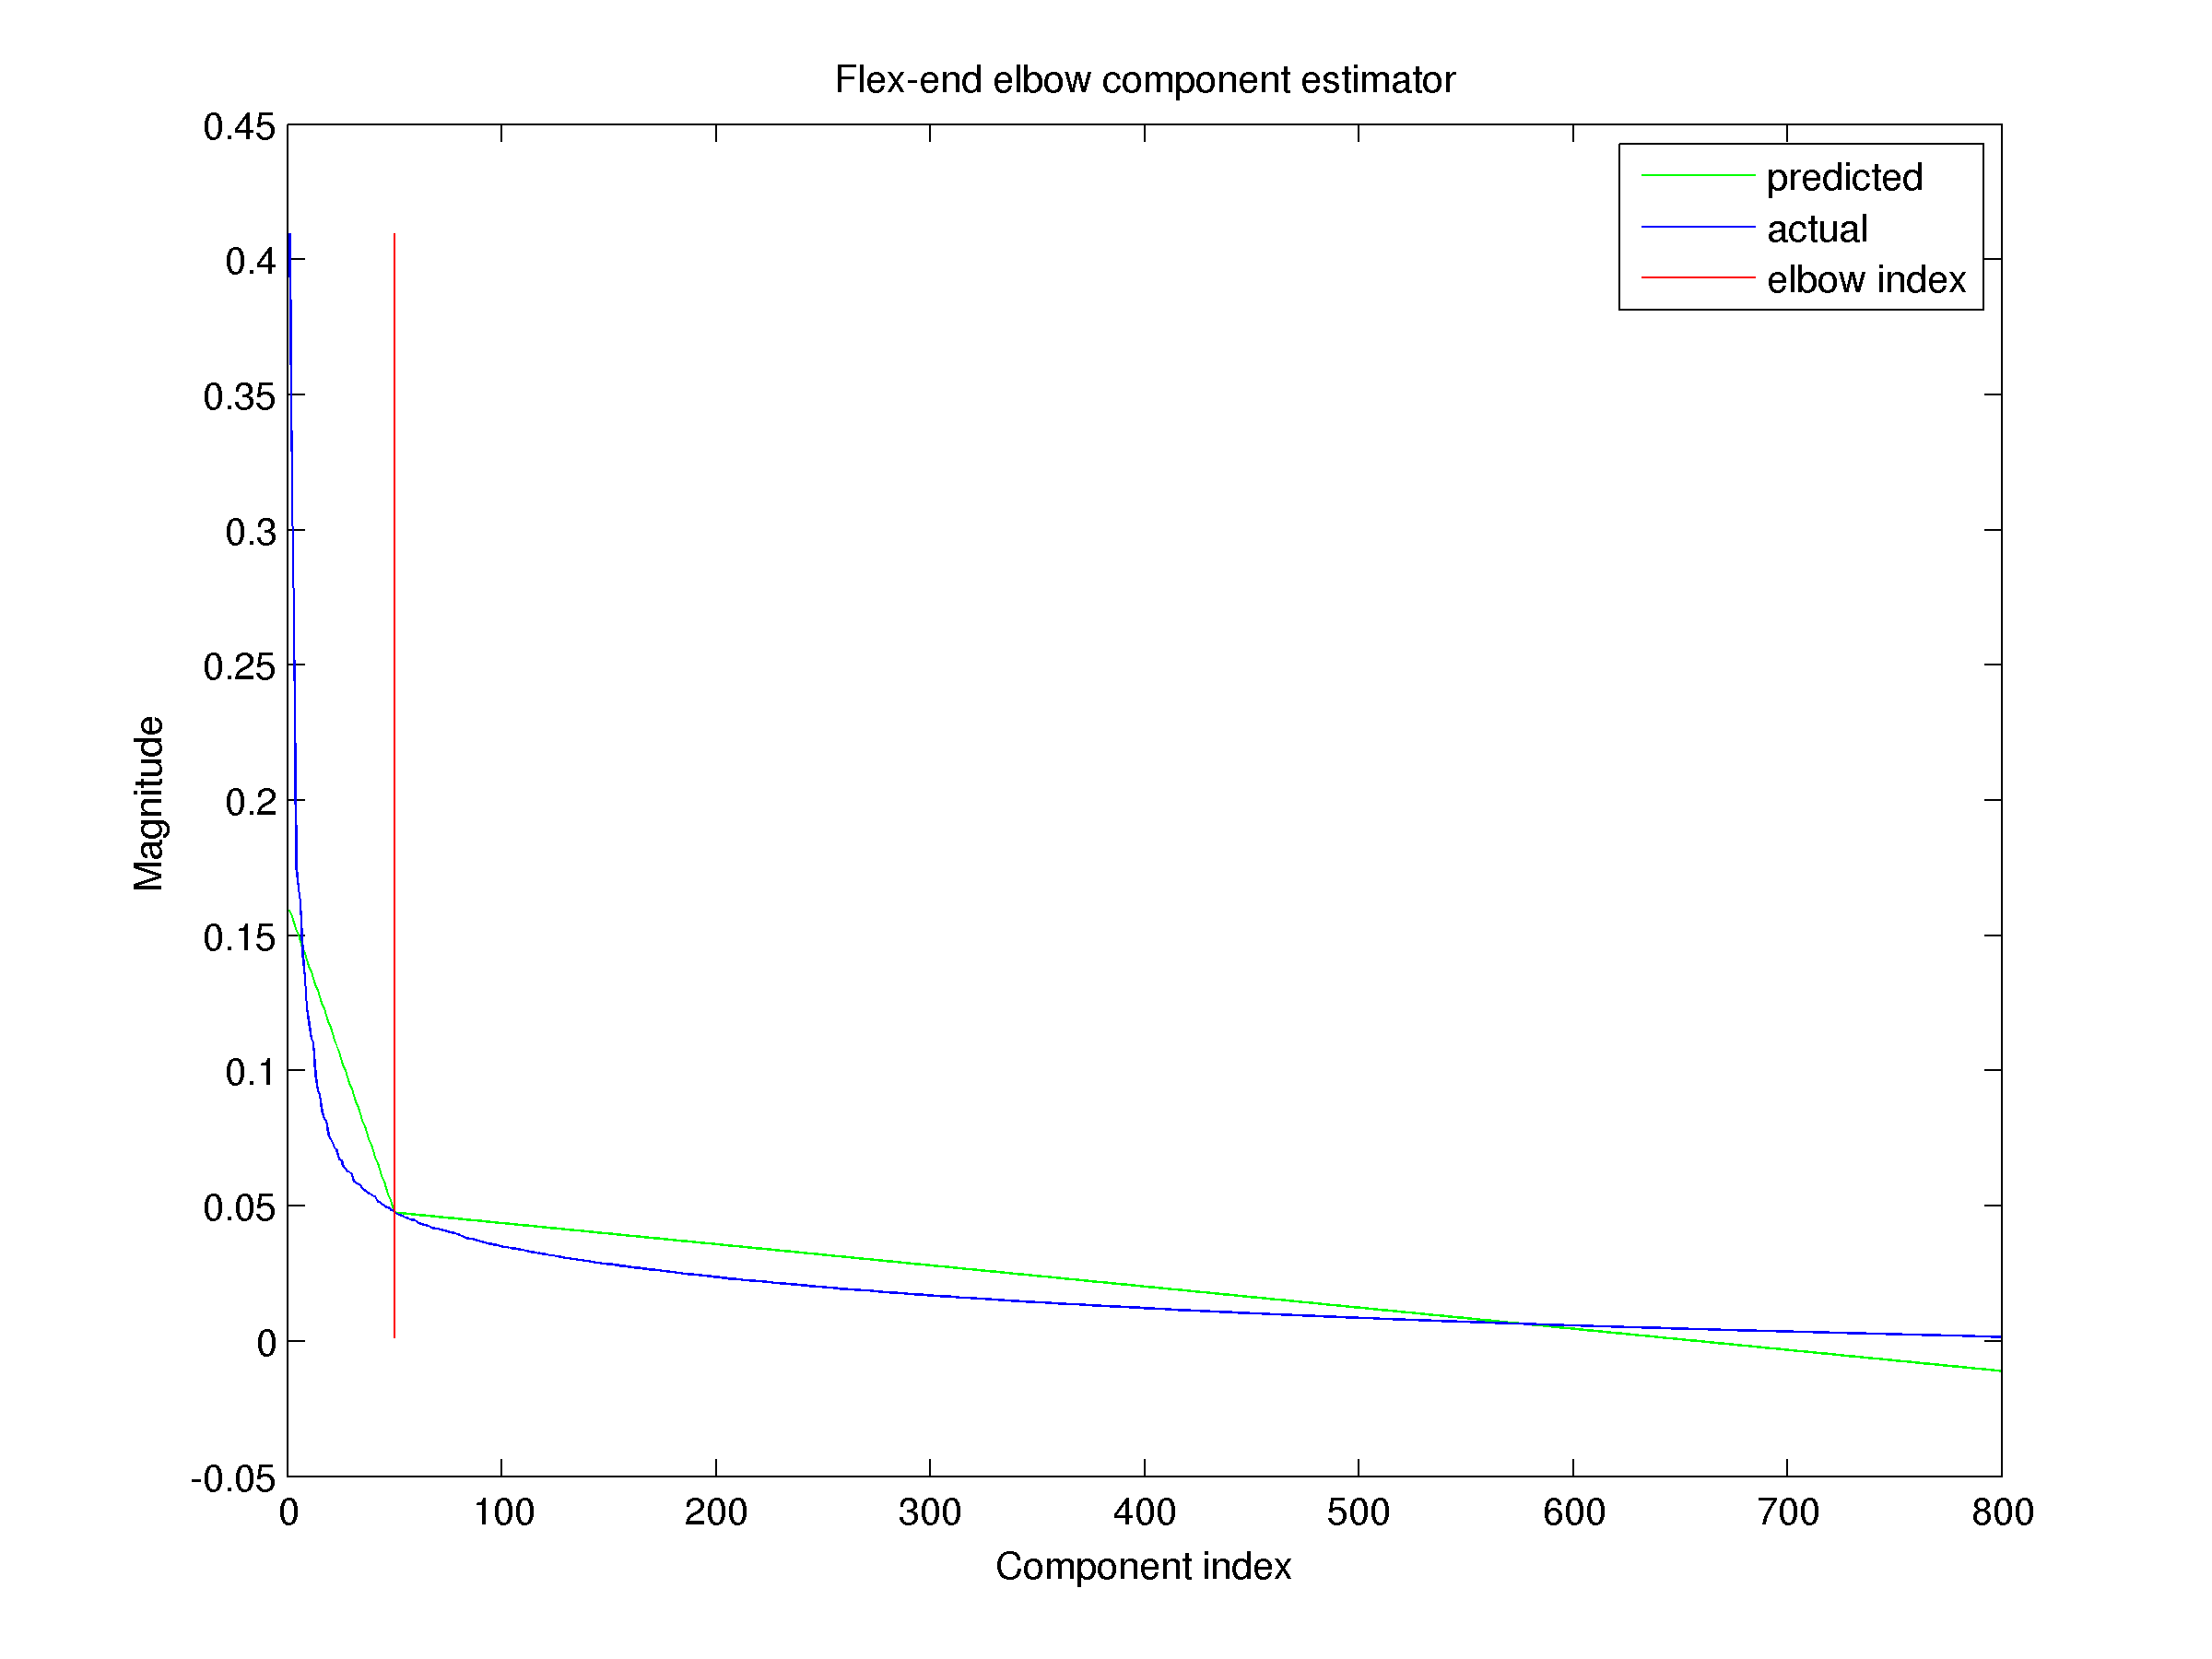 Flex-end elbow component estimator
0.45
0.4
0.35
0.3
0.25
0.2
0.15
0.1
0.05
0
-0.05
Magnitude
predicted
actual
elbow index
0 100 200 300 400 500 600 700 800
Component index